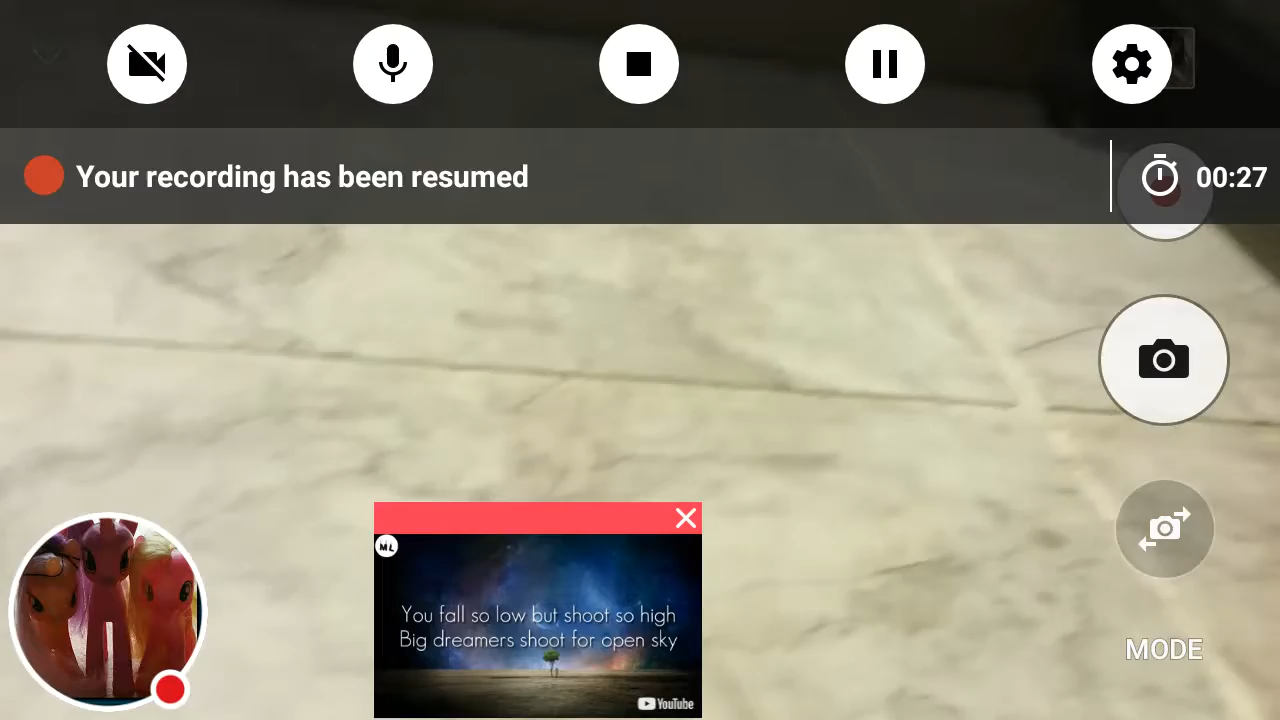 Your recording has been resumed
00:27
ML
You fall so low but shoot so high
Big dreamers shoot for open sky
YouTube
MODE